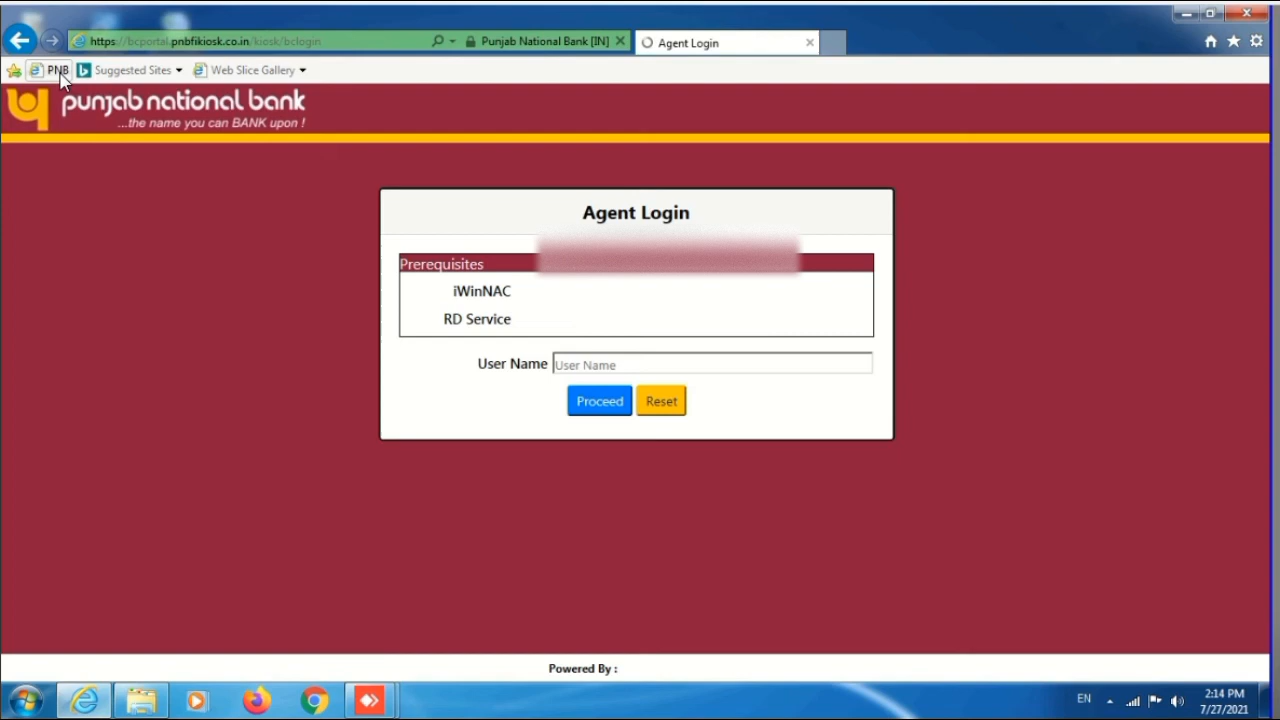 https://bcportal.pnbfikiosk.co.in/kiosk/bclogin
Punjab National Bank [IN]
Agent Login
PNB
Suggested Sites
Web Slice Gallery
punjab national bank
...the name you can BANK upon !
Agent Login
Prerequisites
iWinNAC
RD Service
User Name
User Name
Proceed
Reset
Powered By :
EN
2:14 PM
7/27/2021